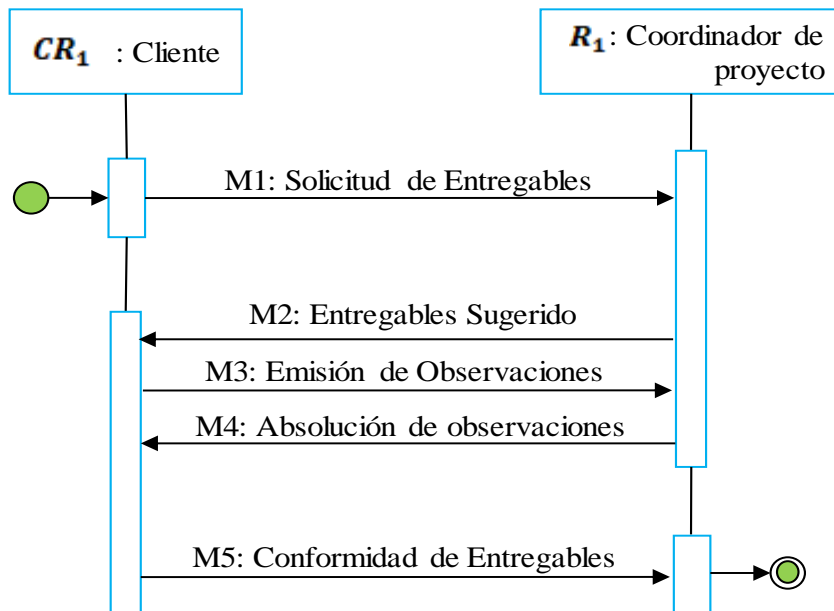 CR₁ : Cliente
R₁: Coordinador de
proyecto
M1: Solicitud de Entregables
M2: Entregables Sugerido
M3: Emisión de Observaciones
M4: Absolución de observaciones
M5: Conformidad de Entregables